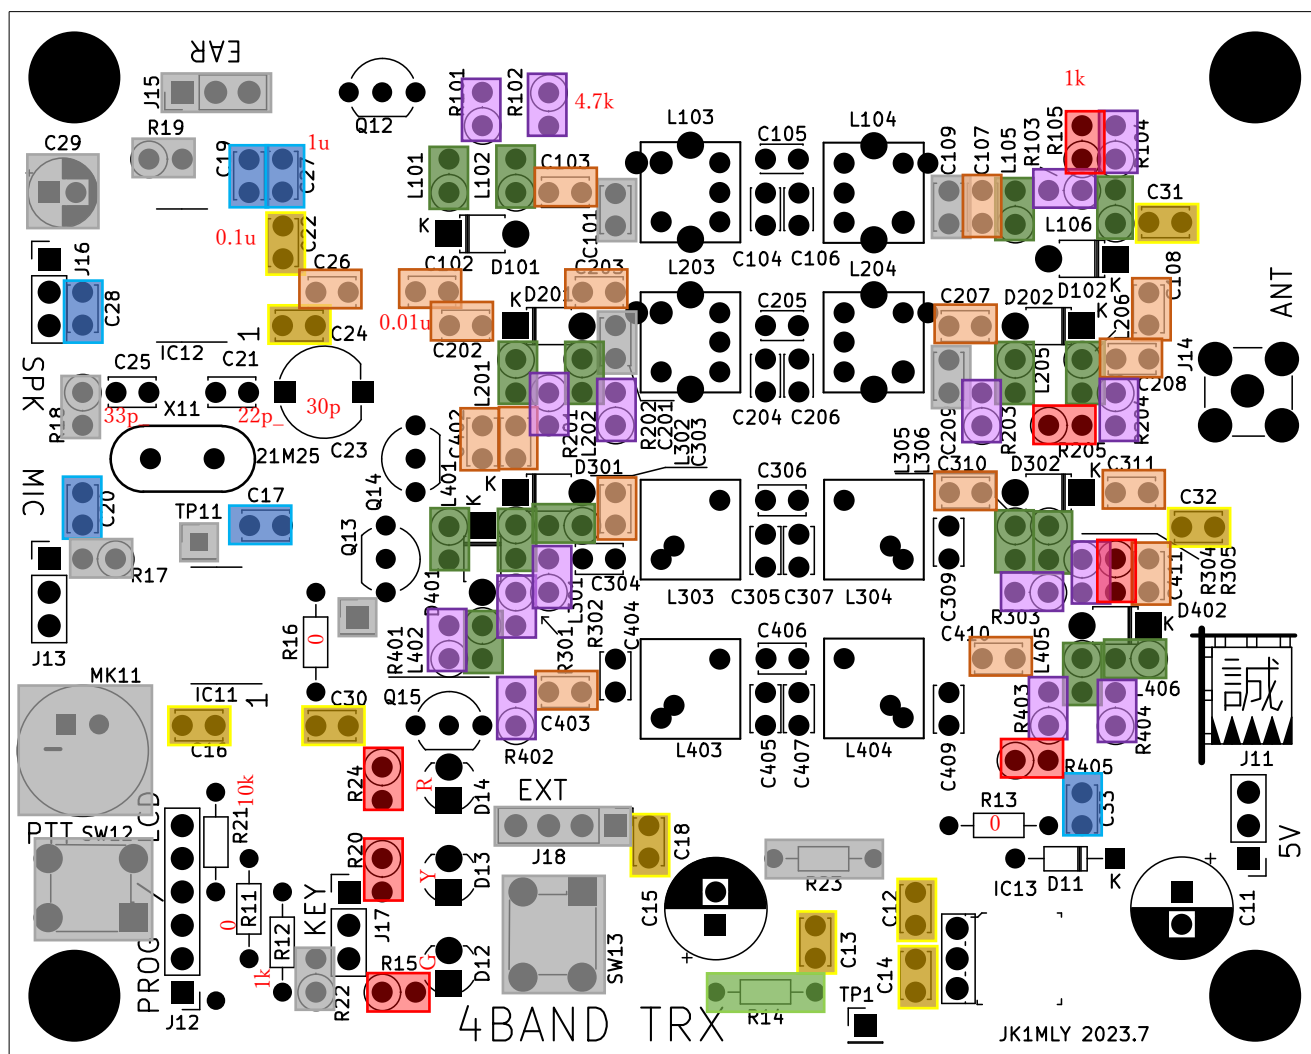 EAR
J15
R101
R102
4.7k
1k
Q12
C29
R19
C19
1u
C27
L103
C105
L104
C109
C107
L105
R103
R105
R104
L101
L102
C103
C101
C31
0.1u
C22
K
L106
J16
C26
C102
D101
C203
L203
C104
C106
L204
D102
K
C108
ANT
C28
1
C24
0.01u
C202
K
D201
C205
C207
D202
K
C206
J14
SPK
IC12
C25
C21
L201
L205
C208
R18
33p_
X11
22p_
30p
C402
R201
L202
R202
C201
L302
C303
C204
C206
L305
L306
C209
R203
R205
R204
21M25
C23
MIC
Q14
L401
K
K
D301
C306
C310
D302
K
C311
C20
TP11
C17
Q13
C32
R17
D401
L301
C304
C305
C307
L303
L304
C309
R303
C411
R304
R305
J13
R16
0
R401
L402
R301
R302
C404
C406
C410
L405
D402
K
誠
MK11
IC11
1
C16
C30
Q15
C403
R402
L403
C405
C407
L404
C409
R403
R404
L406
J11
R24
R
D14
EXT
R405
PTT
SW12
LCD
R21
10k
J18
C18
R13
0
C33
5V
R20
Y
D13
R23
IC13
D11
K
PROG /
R11
0
R12
KEY
J17
C15
C12
C11
1k
R22
R15
G
D12
SW13
C13
C14
J12
4BAND TRX
R14
TP1
JK1MLY 2023.7